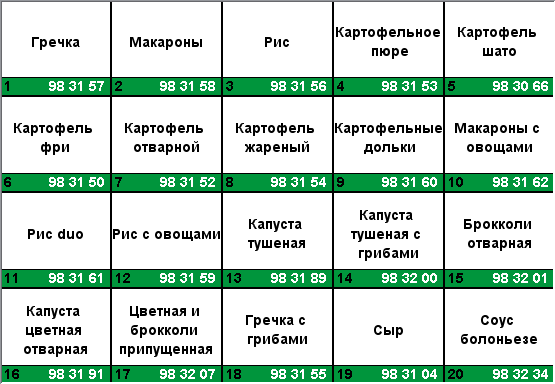 Гречка
1 98 31 57
Макароны
2 98 31 58
Рис
3 98 31 56
Картофельное
пюре
4 98 31 53
Картофель
шато
5 98 30 66
Картофель
фри
6 98 31 50
Картофель
отварной
7 98 31 52
Картофель
жареный
8 98 31 54
Картофельные
дольки
9 98 31 60
Макароны с
овощами
10 98 31 62
Рис duo
11 98 31 61
Рис с овощами
12 98 31 59
Капуста
тушеная
13 98 31 89
Капуста
тушеная с
грибами
14 98 32 00
Брокколи
отварная
15 98 32 01
Капуста
цветная
отварная
16 98 31 91
Цветная и
брокколи
припущенная
17 98 32 07
Гречка с
грибами
18 98 31 55
Сыр
19 98 31 04
Соус
болоньезе
20 98 32 34